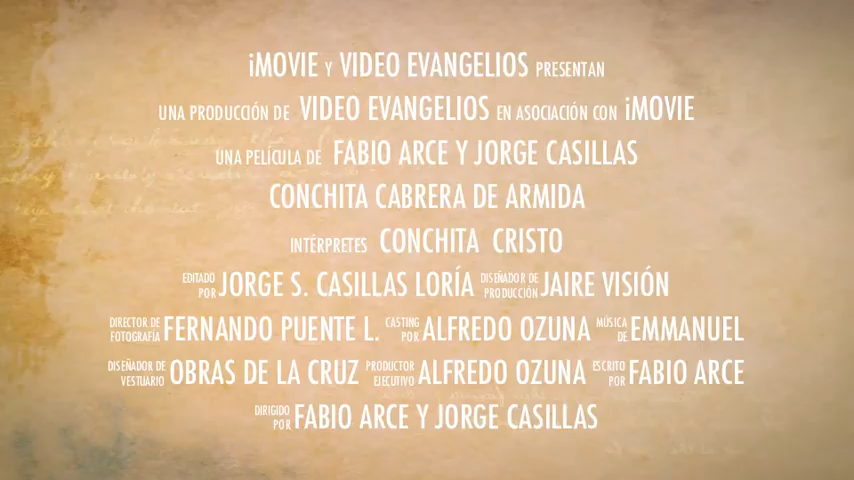 iMOVIE Y VIDEO EVANGELIOS PRESENTAN
UNA PRODUCCIÓN DE VIDEO EVANGELIOS EN ASOCIACIÓN CON iMOVIE
UNA PELÍCULA DE FABIO ARCE Y JORGE CASILLAS
CONCHITA CABRERA DE ARMIDA
INTÉRPRETES CONCHITA CRISTO
EDITADO POR JORGE S. CASILLAS LORÍA DISEÑADOR DE PRODUCCIÓN JAIRE VISIÓN
DIRECTOR DE FOTOGRAFÍA FERNANDO PUENTE L. CASTING POR ALFREDO OZUNA MÚSICA DE EMMANUEL
DISEÑADOR DE VESTUARIO OBRAS DE LA CRUZ PRODUCTOR EJECUTIVO ALFREDO OZUNA ESCRITO POR FABIO ARCE
DIRIGIDO POR FABIO ARCE Y JORGE CASILLAS